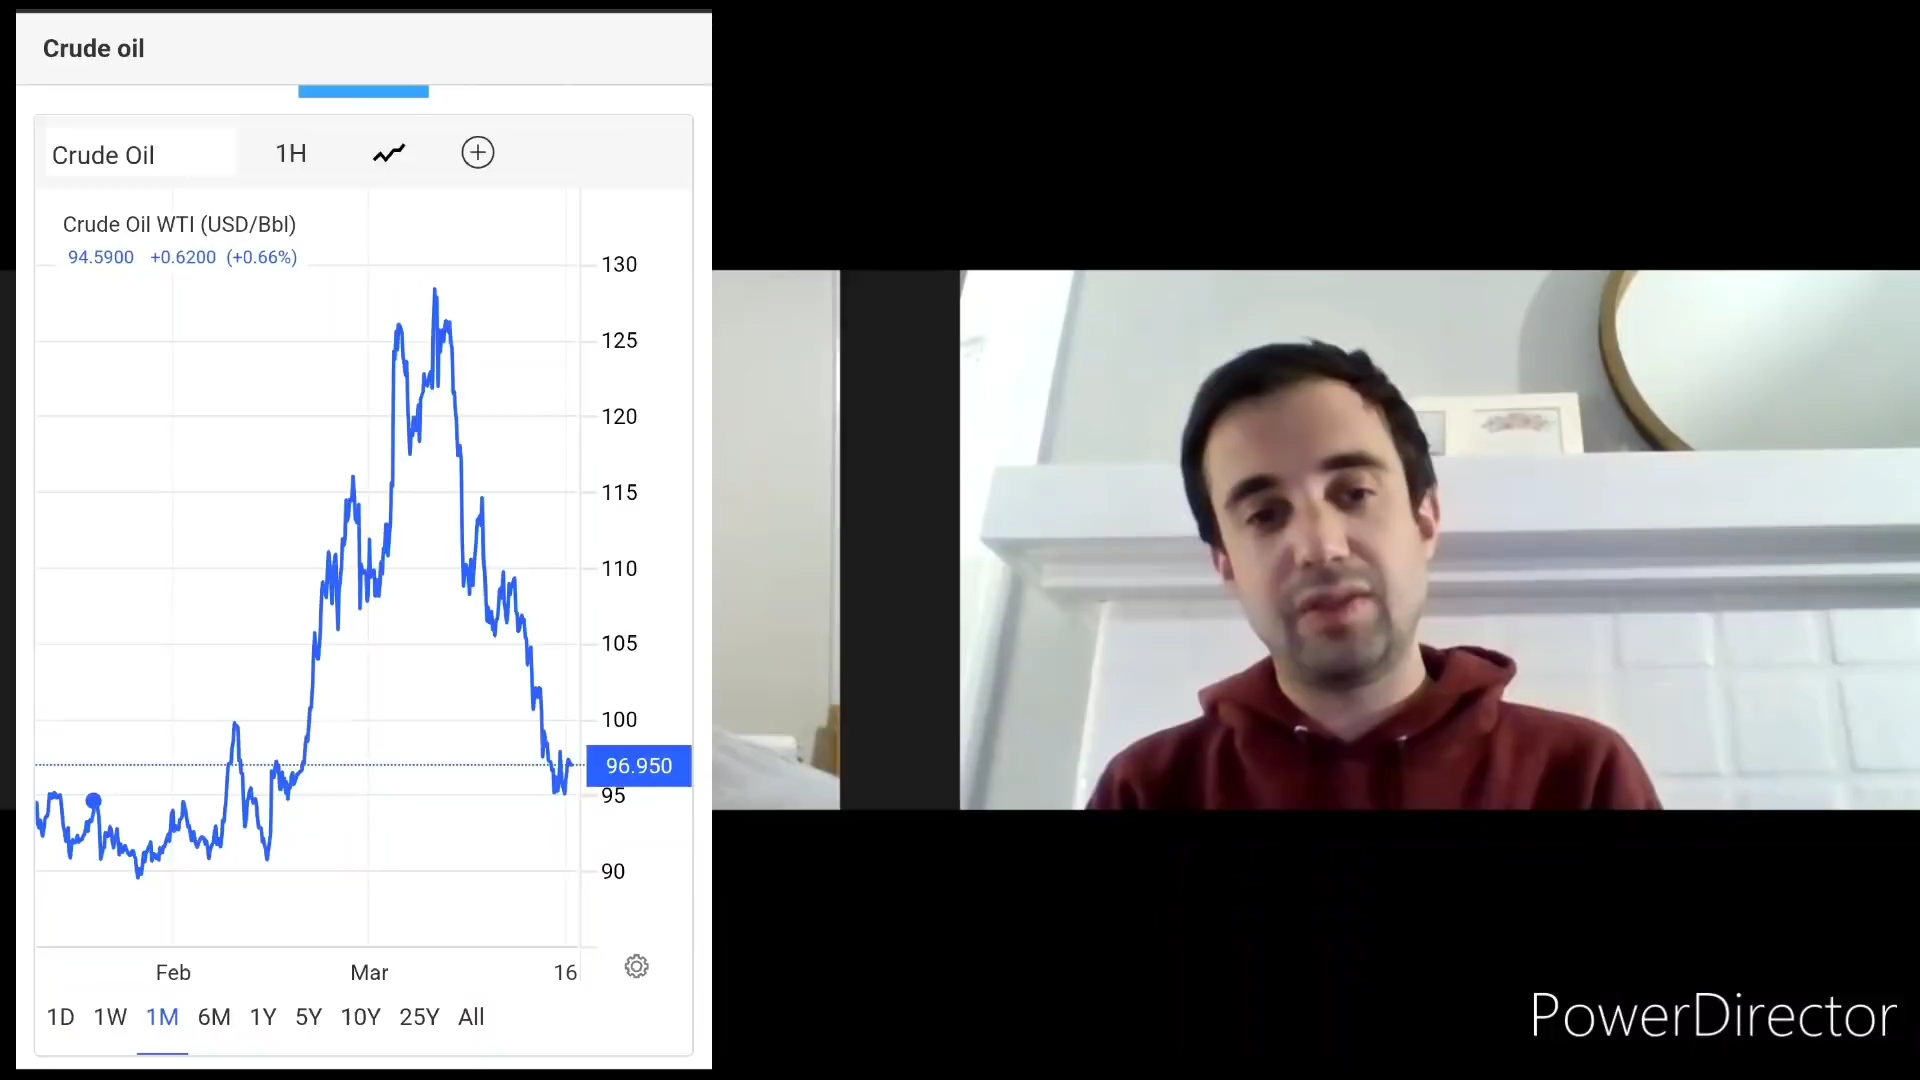 Crude oil
Crude Oil 1H
Crude Oil WTI (USD/Bbl)
94.5900 +0.6200 (+0.66%)
130
125
120
115
110
105
100
96.950
95
90
Feb Mar 16
1D 1W 1M 6M 1Y 5Y 10Y 25Y All
PowerDirector